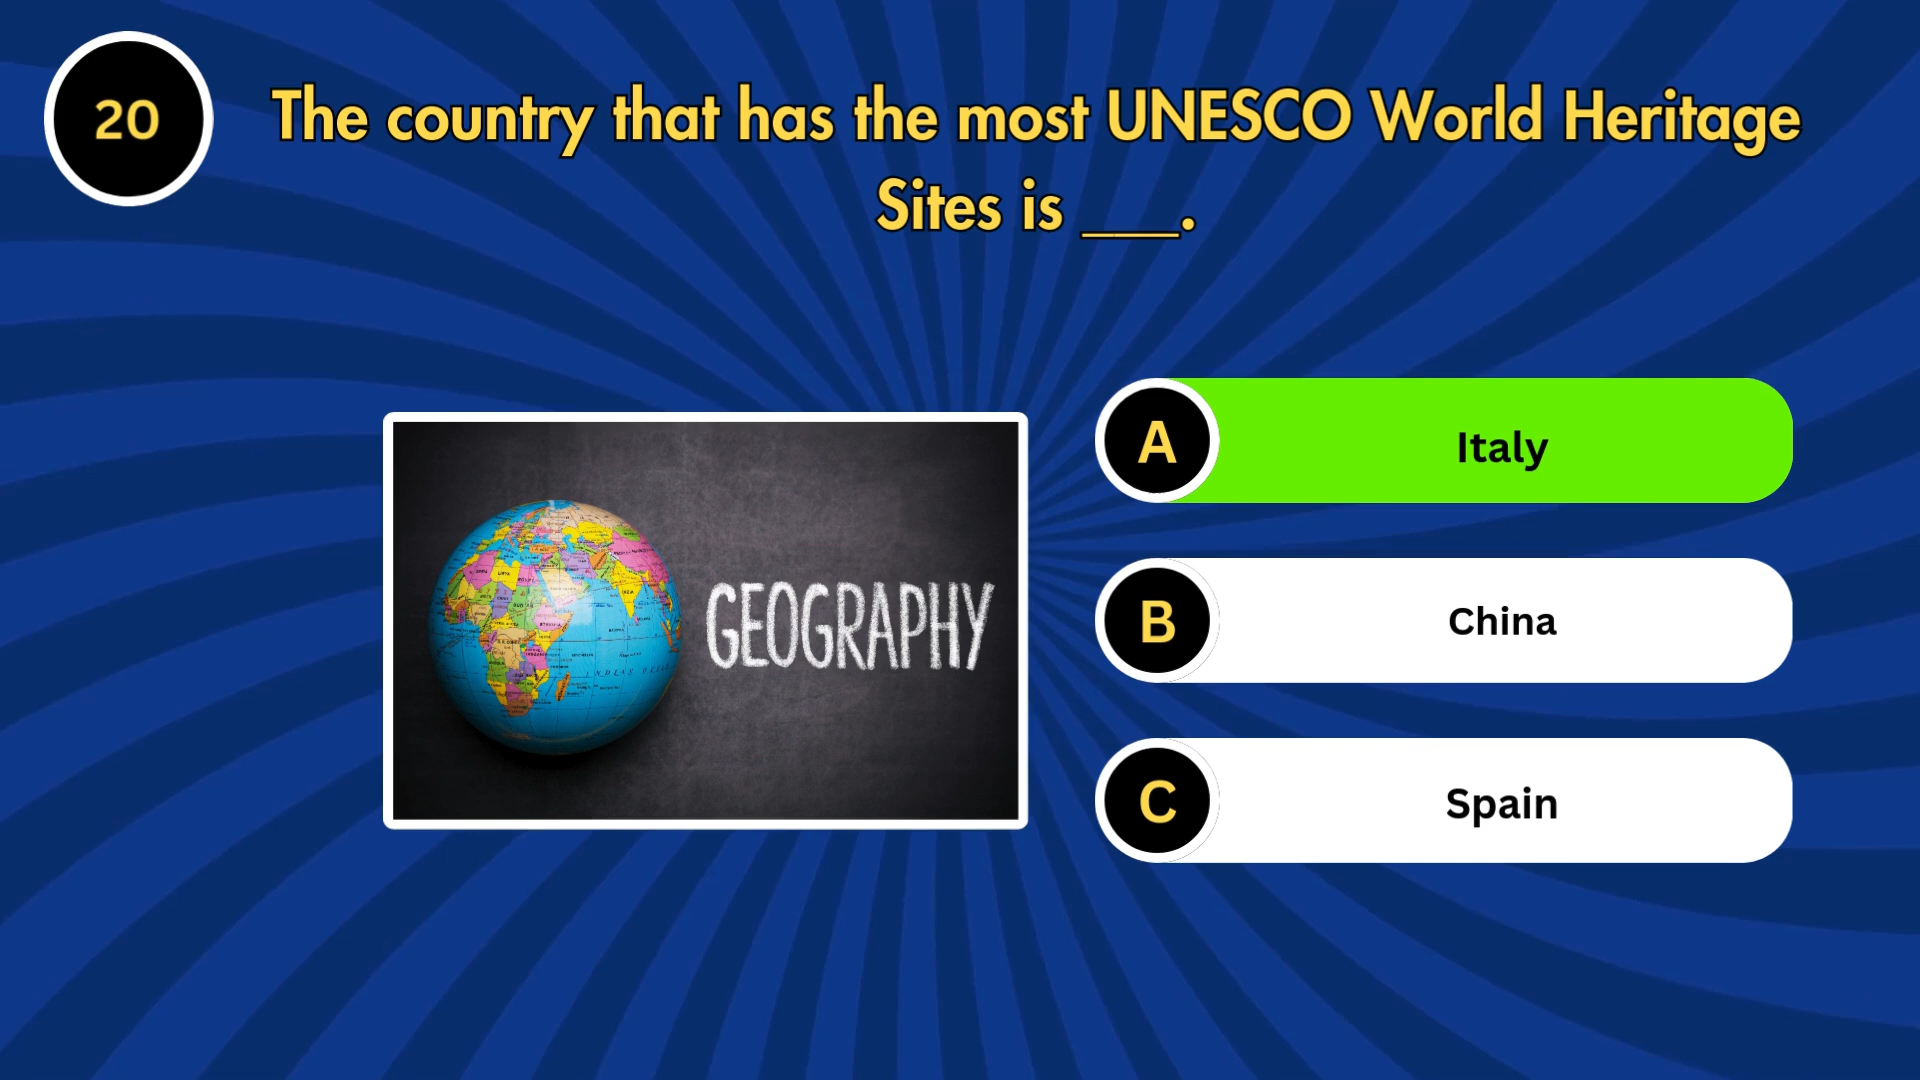 20
The country that has the most UNESCO World Heritage
Sites is ___.
GEOGRAPHY
A
Italy
B
China
C
Spain